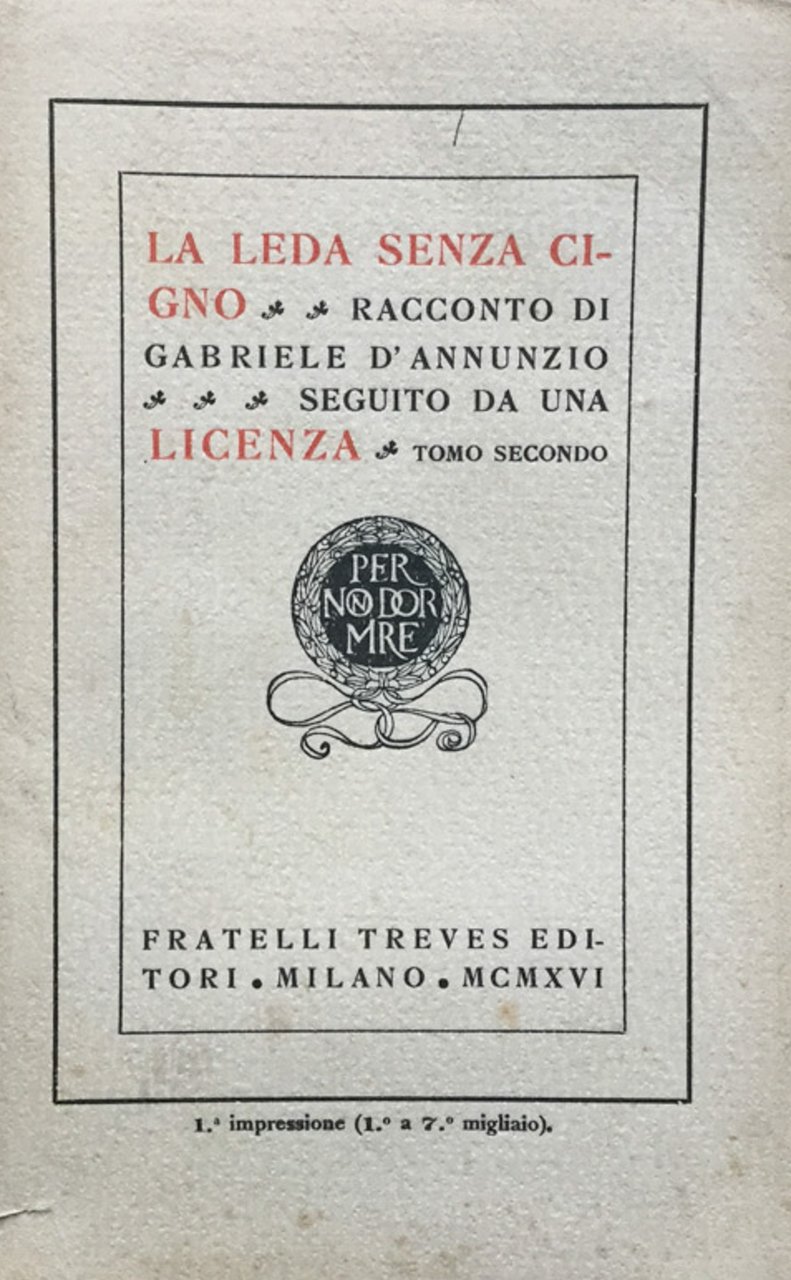 LA LEDA SENZA CI-
GNO RACCONTO DI
GABRIELE D'ANNUNZIO
SEGUITO DA UNA
LICENZA TOMO SECONDO
PER
NON DOR
MIRE
FRATELLI TREVES EDI-
TORI • MILANO • MCMXVI
1.ª impressione (1.º a 7.º migliaio).